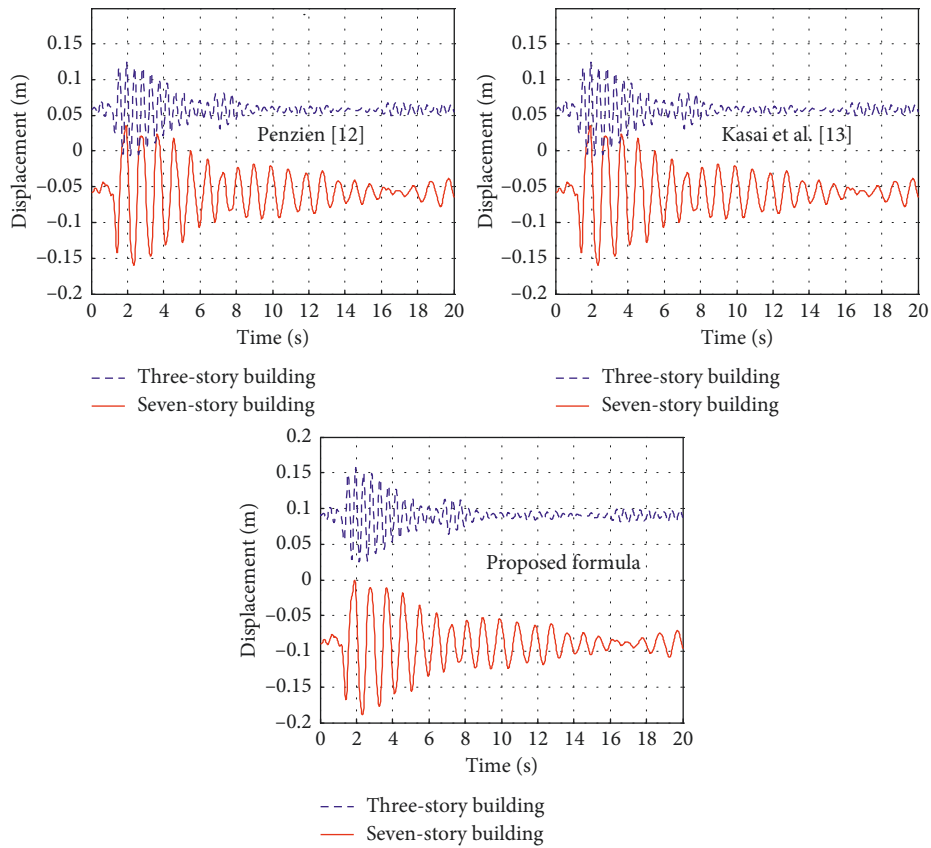 0.15
0.1
0.05
0
–0.05
–0.1
–0.15
–0.2
Displacement (m)
Penzien [12]
0 2 4 6 8 10 12 14 16 18 20
Time (s)
Three-story building
Seven-story building
0.15
0.1
0.05
0
–0.05
–0.1
–0.15
–0.2
Displacement (m)
Kasai et al. [13]
0 2 4 6 8 10 12 14 16 18 20
Time (s)
Three-story building
Seven-story building
0.2
0.15
0.1
0.05
0
–0.05
–0.1
–0.15
–0.2
Displacement (m)
Proposed formula
0 2 4 6 8 10 12 14 16 18 20
Time (s)
Three-story building
Seven-story building